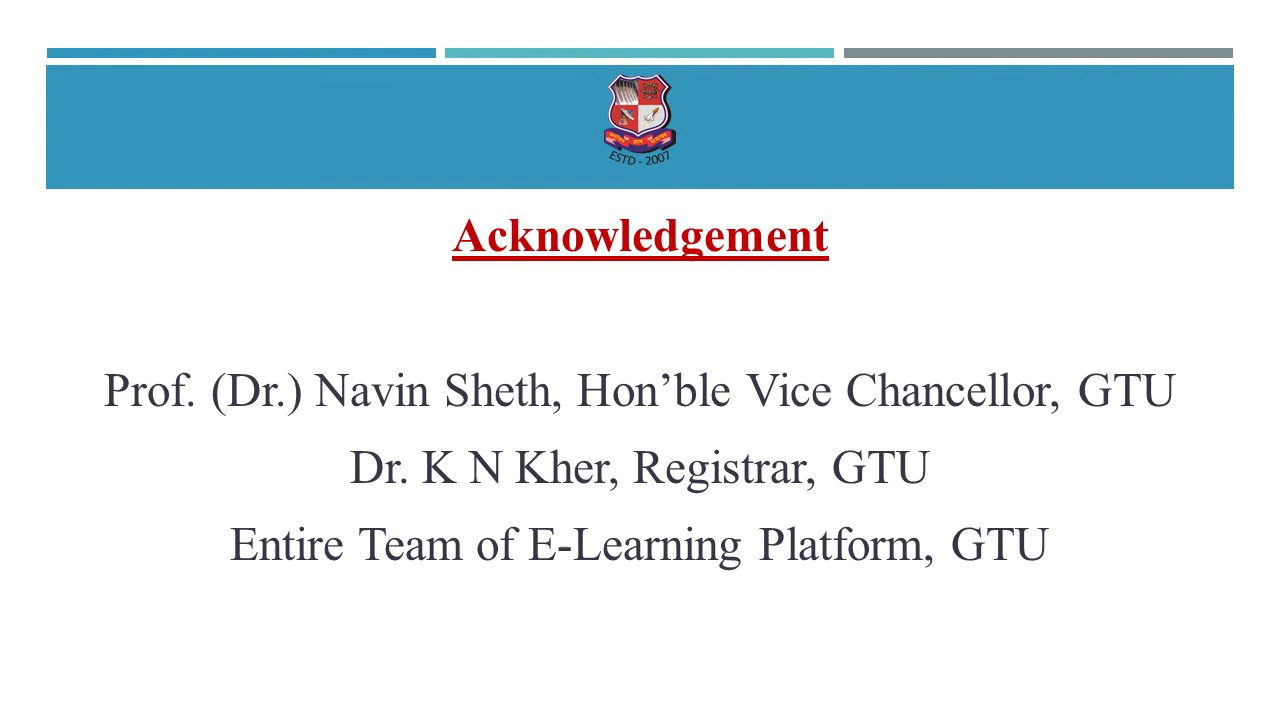 ESTD - 2007
Acknowledgement
Prof. (Dr.) Navin Sheth, Hon’ble Vice Chancellor, GTU
Dr. K N Kher, Registrar, GTU
Entire Team of E-Learning Platform, GTU